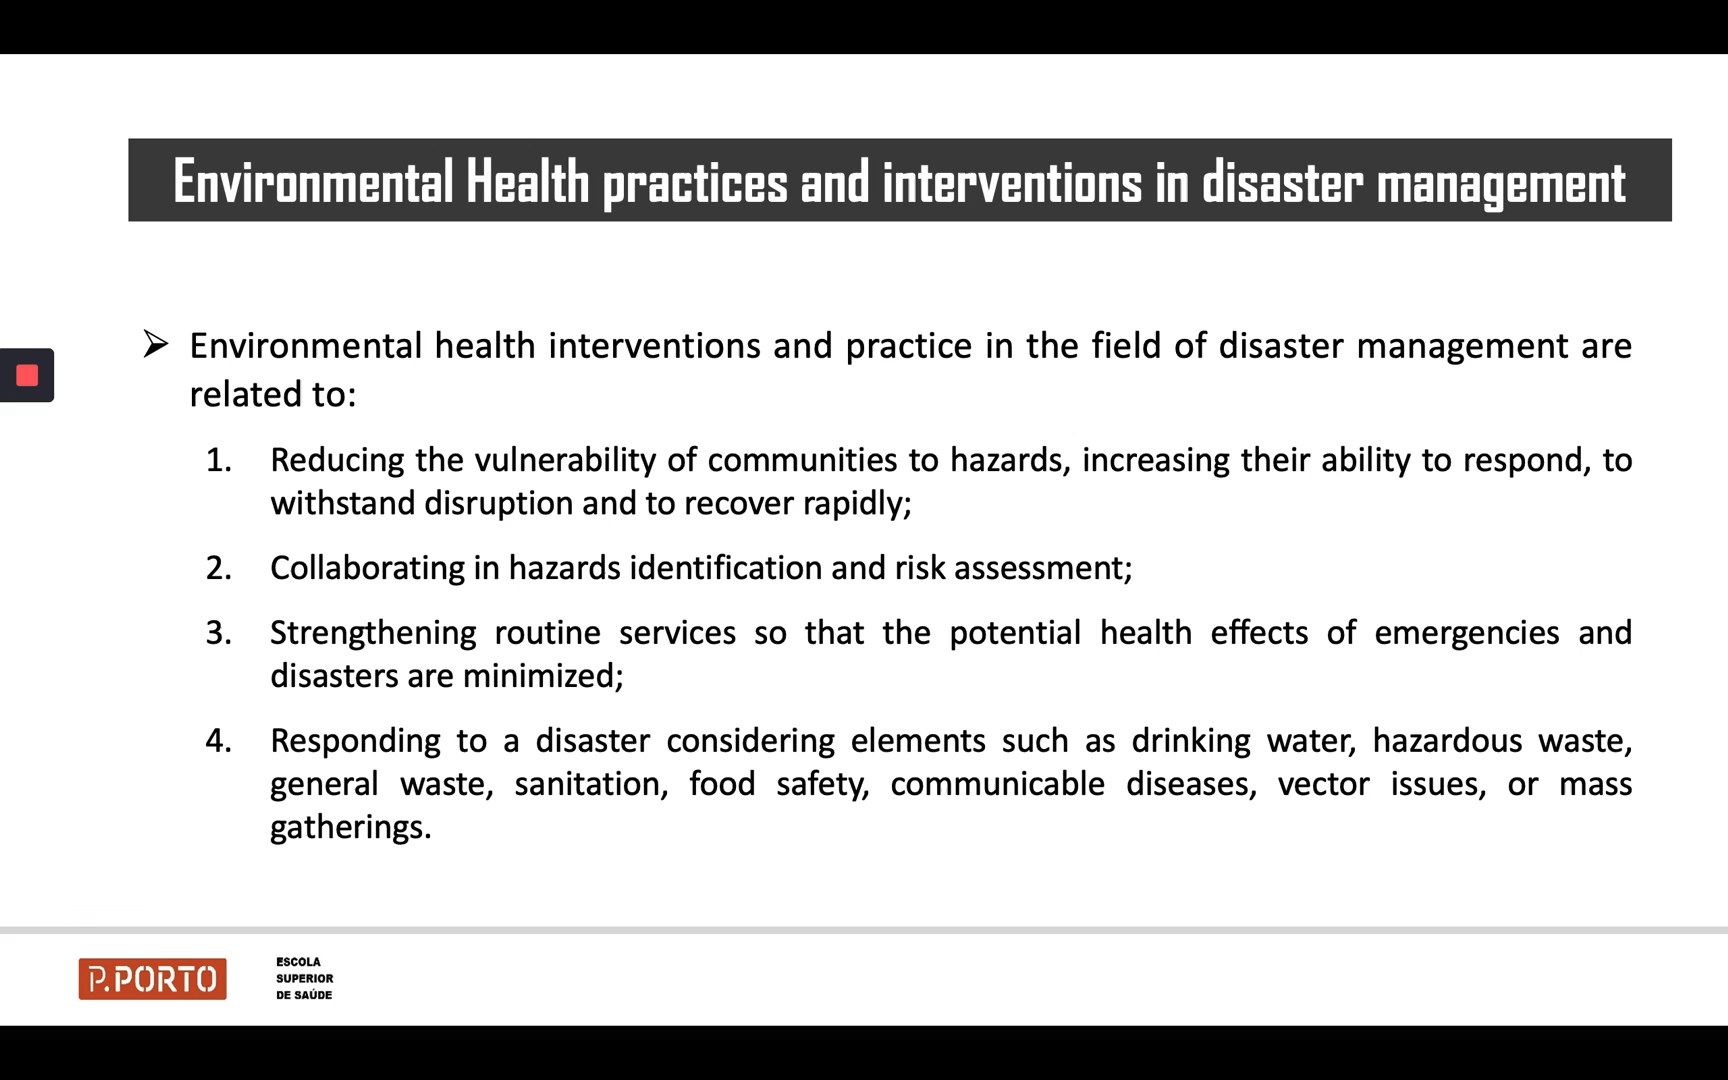 Environmental Health practices and interventions in disaster management
➢ Environmental health interventions and practice in the field of disaster management are
related to:
1. Reducing the vulnerability of communities to hazards, increasing their ability to respond, to
withstand disruption and to recover rapidly;
2. Collaborating in hazards identification and risk assessment;
3. Strengthening routine services so that the potential health effects of emergencies and
disasters are minimized;
4. Responding to a disaster considering elements such as drinking water, hazardous waste,
general waste, sanitation, food safety, communicable diseases, vector issues, or mass
gatherings.
P.PORTO
ESCOLA
SUPERIOR
DE SAÚDE